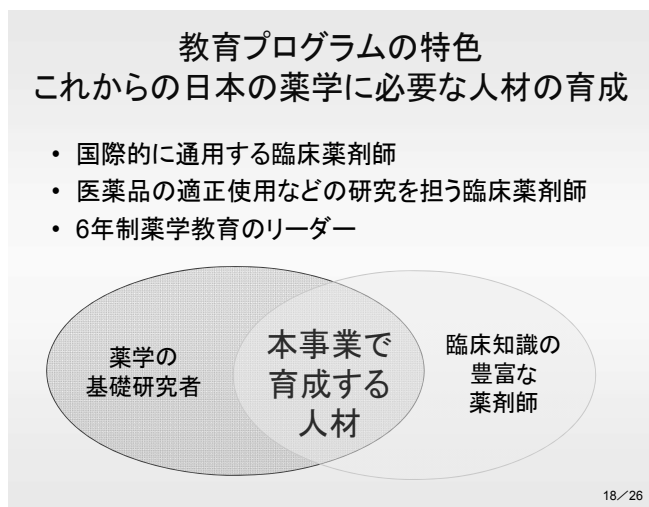 教育プログラムの特色
これからの日本の薬学に必要な人材の育成
• 国際的に通用する臨床薬剤師
• 医薬品の適正使用などの研究を担う臨床薬剤師
• 6年制薬学教育のリーダー
薬学の
基礎研究者
本事業で
育成する
人材
臨床知識の
豊富な
薬剤師
18／26